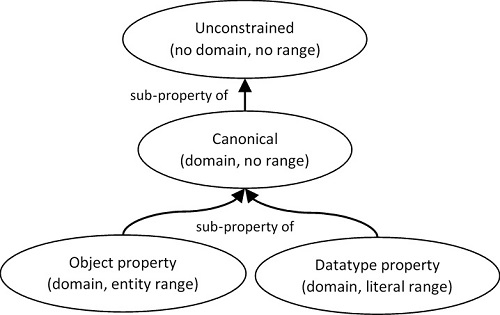 Unconstrained
(no domain, no range)
sub-property of
Canonical
(domain, no range)
sub-property of
Object property
(domain, entity range)
Datatype property
(domain, literal range)